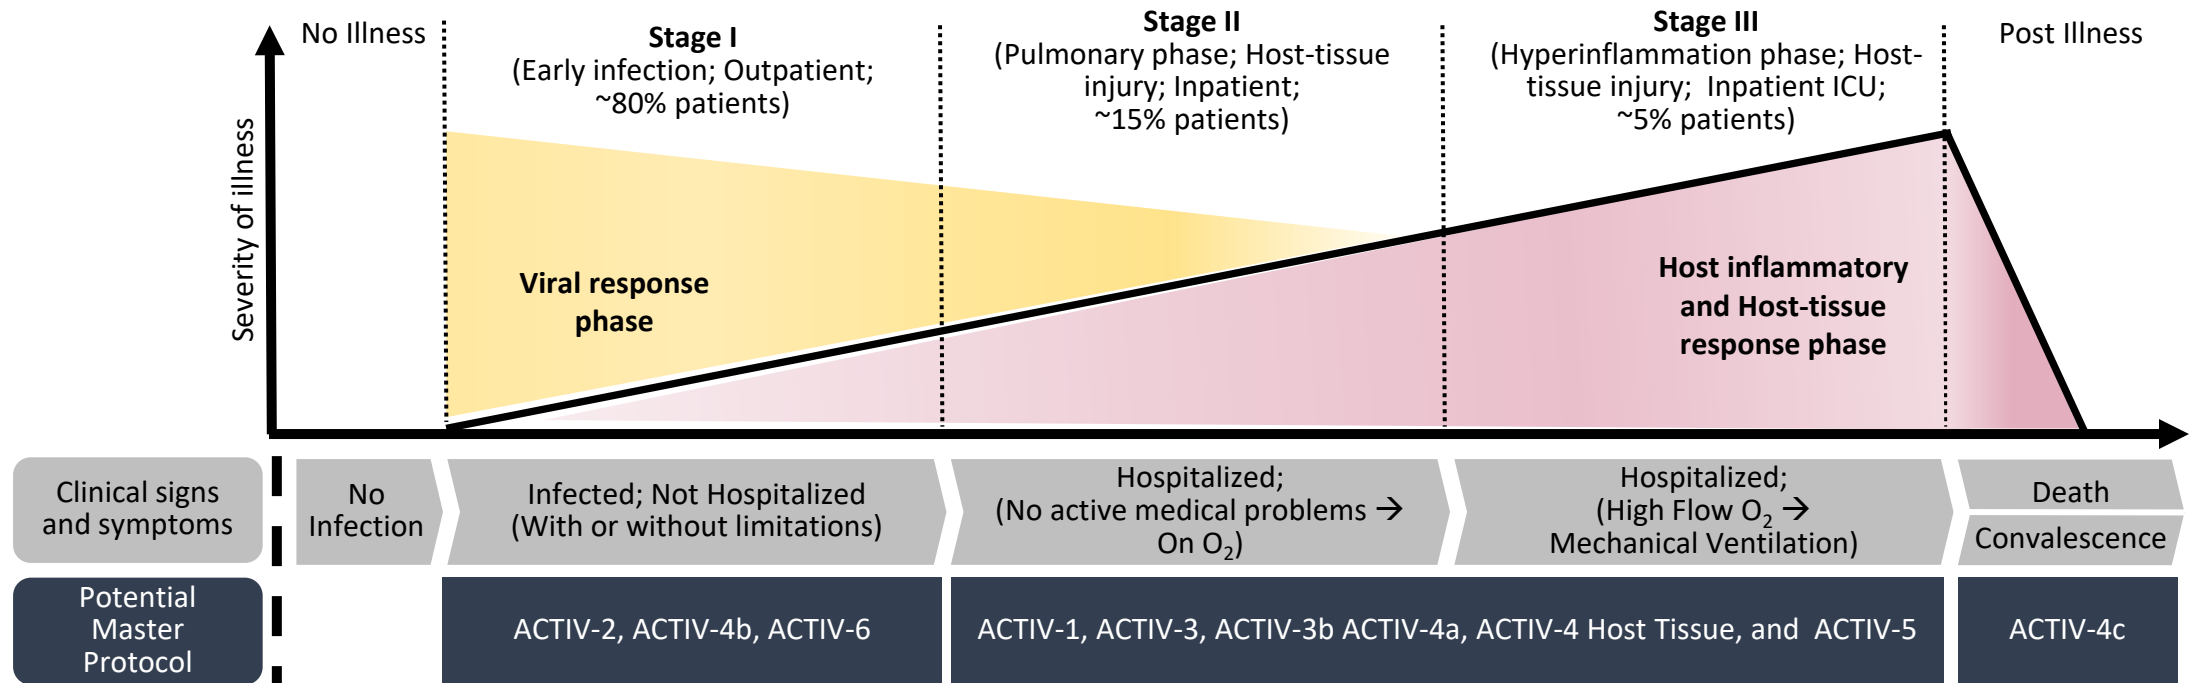 No Illness
Stage I
(Early infection; Outpatient;
~80% patients)
Stage II
(Pulmonary phase; Host-tissue
injury; Inpatient;
~15% patients)
Stage III
(Hyperinflammation phase; Host-
tissue injury; Inpatient ICU;
~5% patients)
Post Illness
Severity of illness
Viral response
phase
Host inflammatory
and Host-tissue
response phase
Clinical signs
and symptoms
No
Infection
Infected; Not Hospitalized
(With or without limitations)
Hospitalized;
(No active medical problems →
On O₂)
Hospitalized;
(High Flow O₂ →
Mechanical Ventilation)
Death
Convalescence
Potential
Master
Protocol
ACTIV-2, ACTIV-4b, ACTIV-6
ACTIV-1, ACTIV-3, ACTIV-3b ACTIV-4a, ACTIV-4 Host Tissue, and ACTIV-5
ACTIV-4c